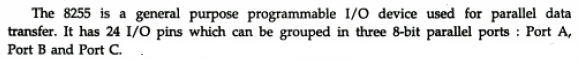 The 8255 is a general purpose programmable I/O device used for parallel data
transfer. It has 24 I/O pins which can be grouped in three 8-bit parallel ports : Port A,
Port B and Port C.